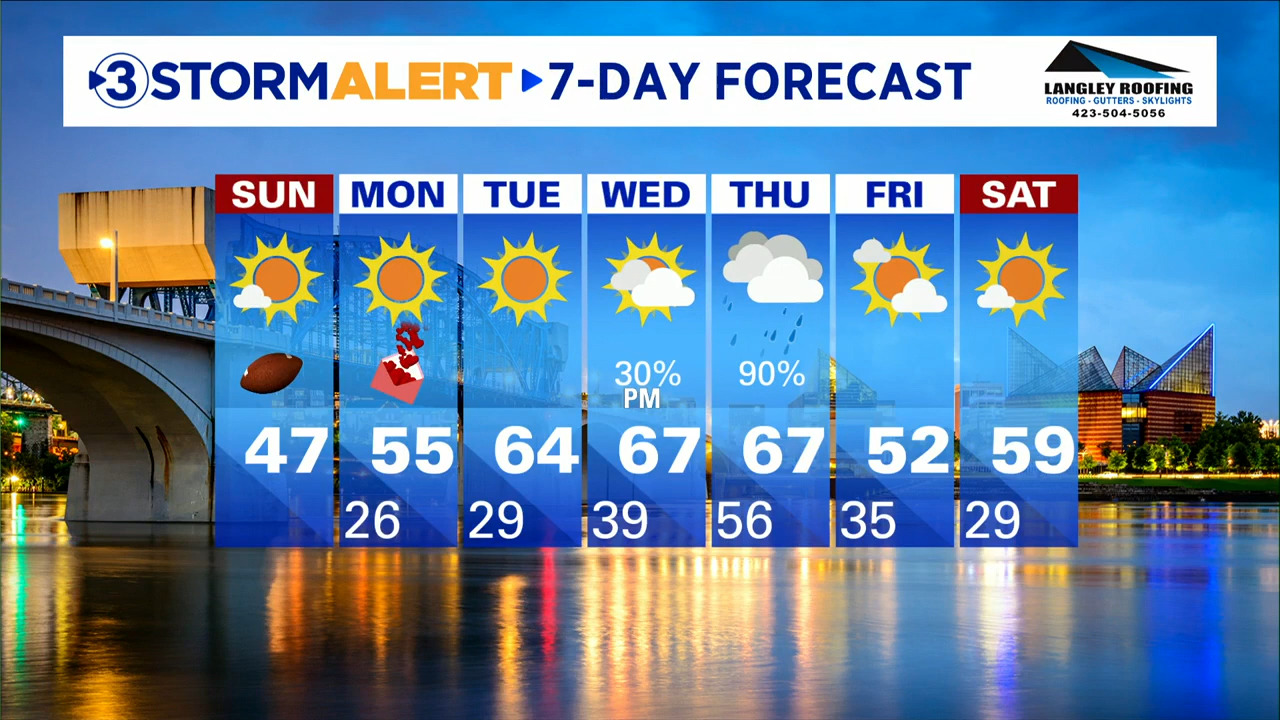 3 STORMALERT 7-DAY FORECAST
LANGLEY ROOFING
ROOFING - GUTTERS - SKYLIGHTS
423-504-5056
SUN MON TUE WED THU FRI SAT
30% 90%
PM
47 55 64 67 67 52 59
26 29 39 56 35 29